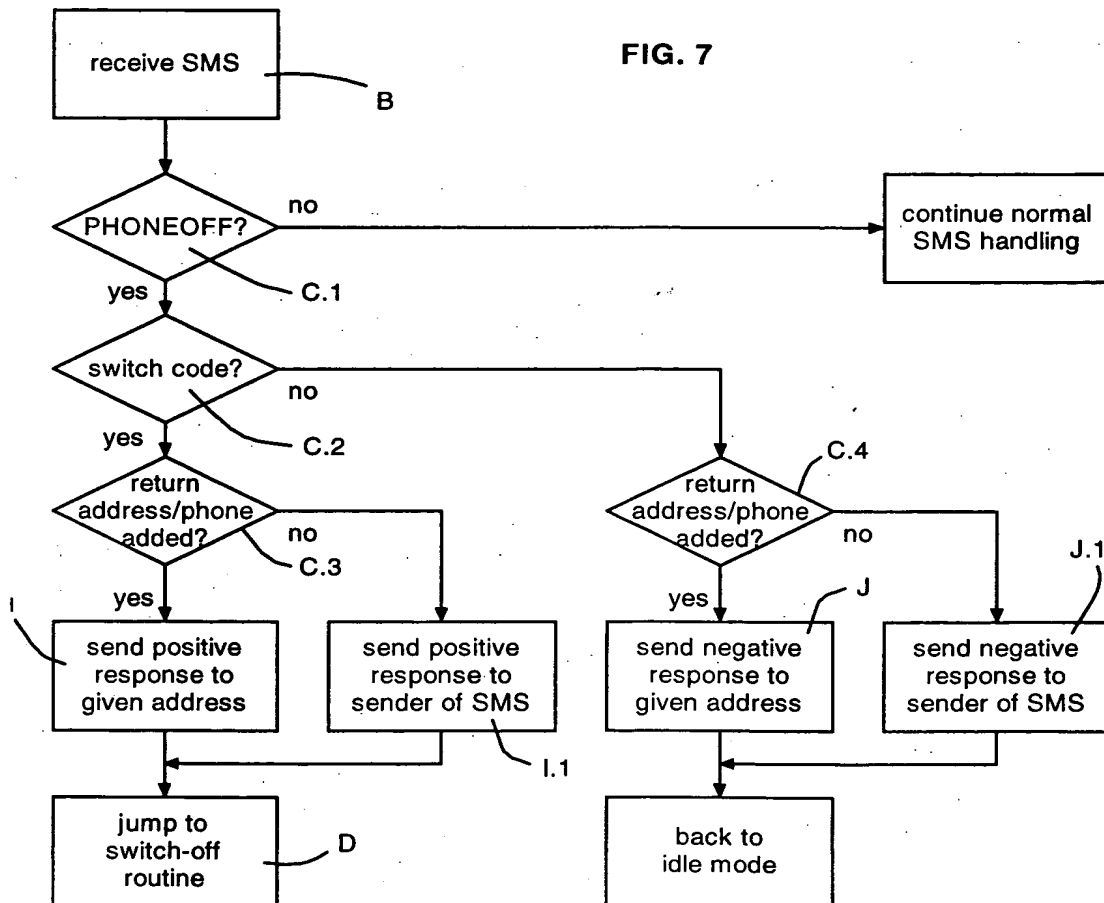 FIG. 7
receive SMS
B
PHONEOFF?
no
continue normal
SMS handling
yes
C.1
switch code?
no
yes
C.2
C.4
return
address/phone
added?
no
C.3
yes
return
address/phone
added?
no
yes
I
send positive
response to
given address
send positive
response to
sender of SMS
I.1
J
send negative
response to
given address
J.1
send negative
response to
sender of SMS
jump to
switch-off
routine
D
back to
idle mode